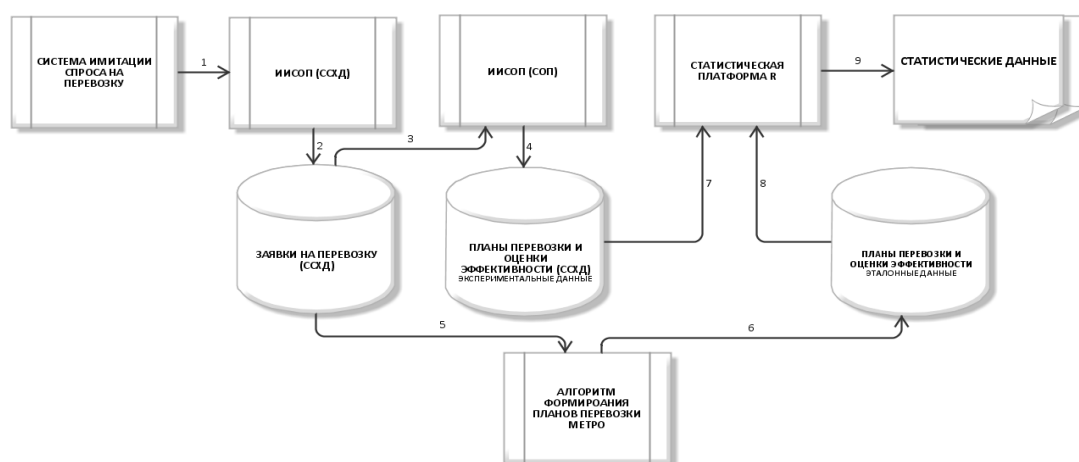 СИСТЕМА ИМИТАЦИИ
СПРОСА НА
ПЕРЕВОЗКУ
1
ИИСОП (ССХД)
ИИСОП (СОП)
СТАТИСТИЧЕСКАЯ
ПЛАТФОРМА R
9
СТАТИСТИЧЕСКИЕ ДАННЫЕ
2
3
4
7
8
ЗАЯВКИ НА ПЕРЕВОЗКУ
(ССХД)
ПЛАНЫ ПЕРЕВОЗКИ И
ОЦЕНКИ
ЭФФЕКТИВНОСТИ (ССХД)
ЭКСПЕРИМЕНТАЛЬНЫЕ ДАННЫЕ
ПЛАНЫ ПЕРЕВОЗКИ И
ОЦЕНКИ ЭФФЕКТИВНОСТИ
ЭТАЛОННЫЕ ДАННЫЕ
5
6
АЛГОРИТМ
ФОРМИРОАНИЯ
ПЛАНОВ ПЕРЕВОЗКИ
МЕТРО